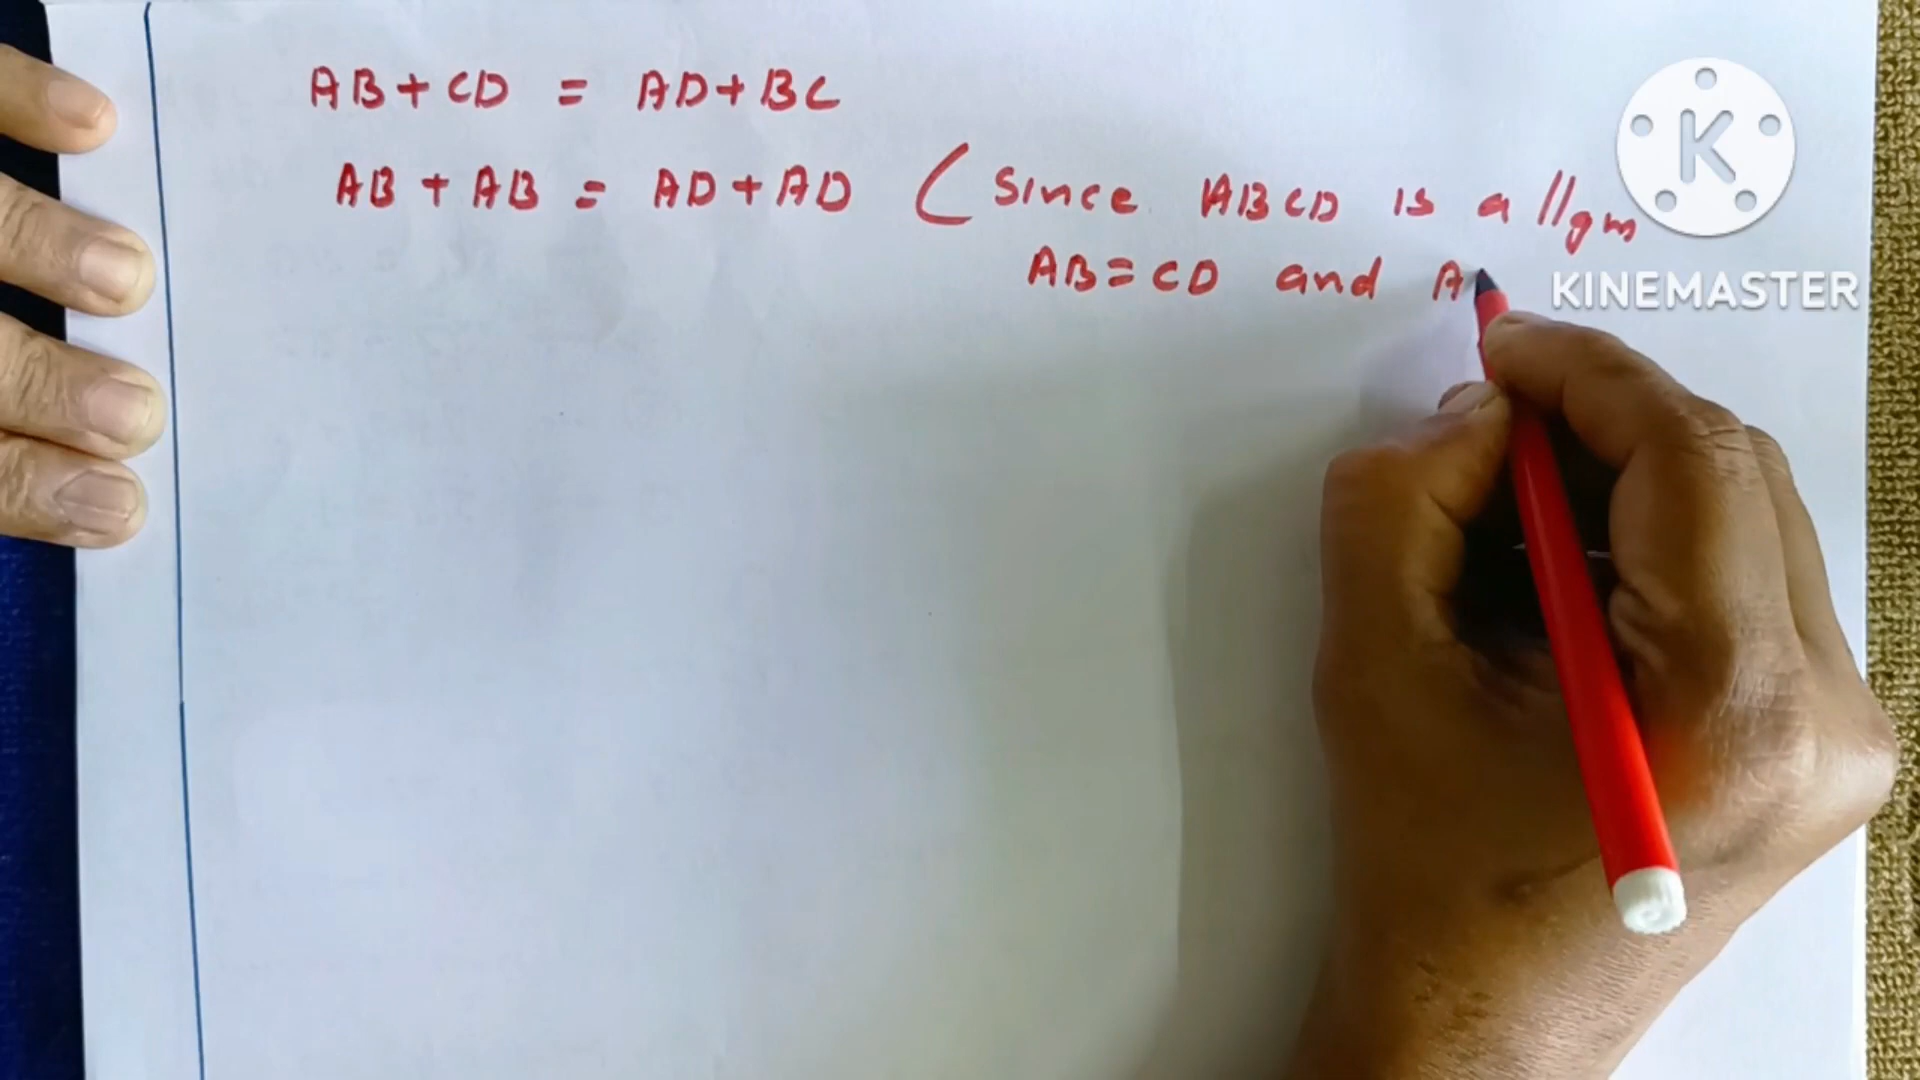 AB + CD = AD + BC
AB + AB = AD + AD ( Since ABCD is a //gm
AB = CD and A
K
KINEMASTER